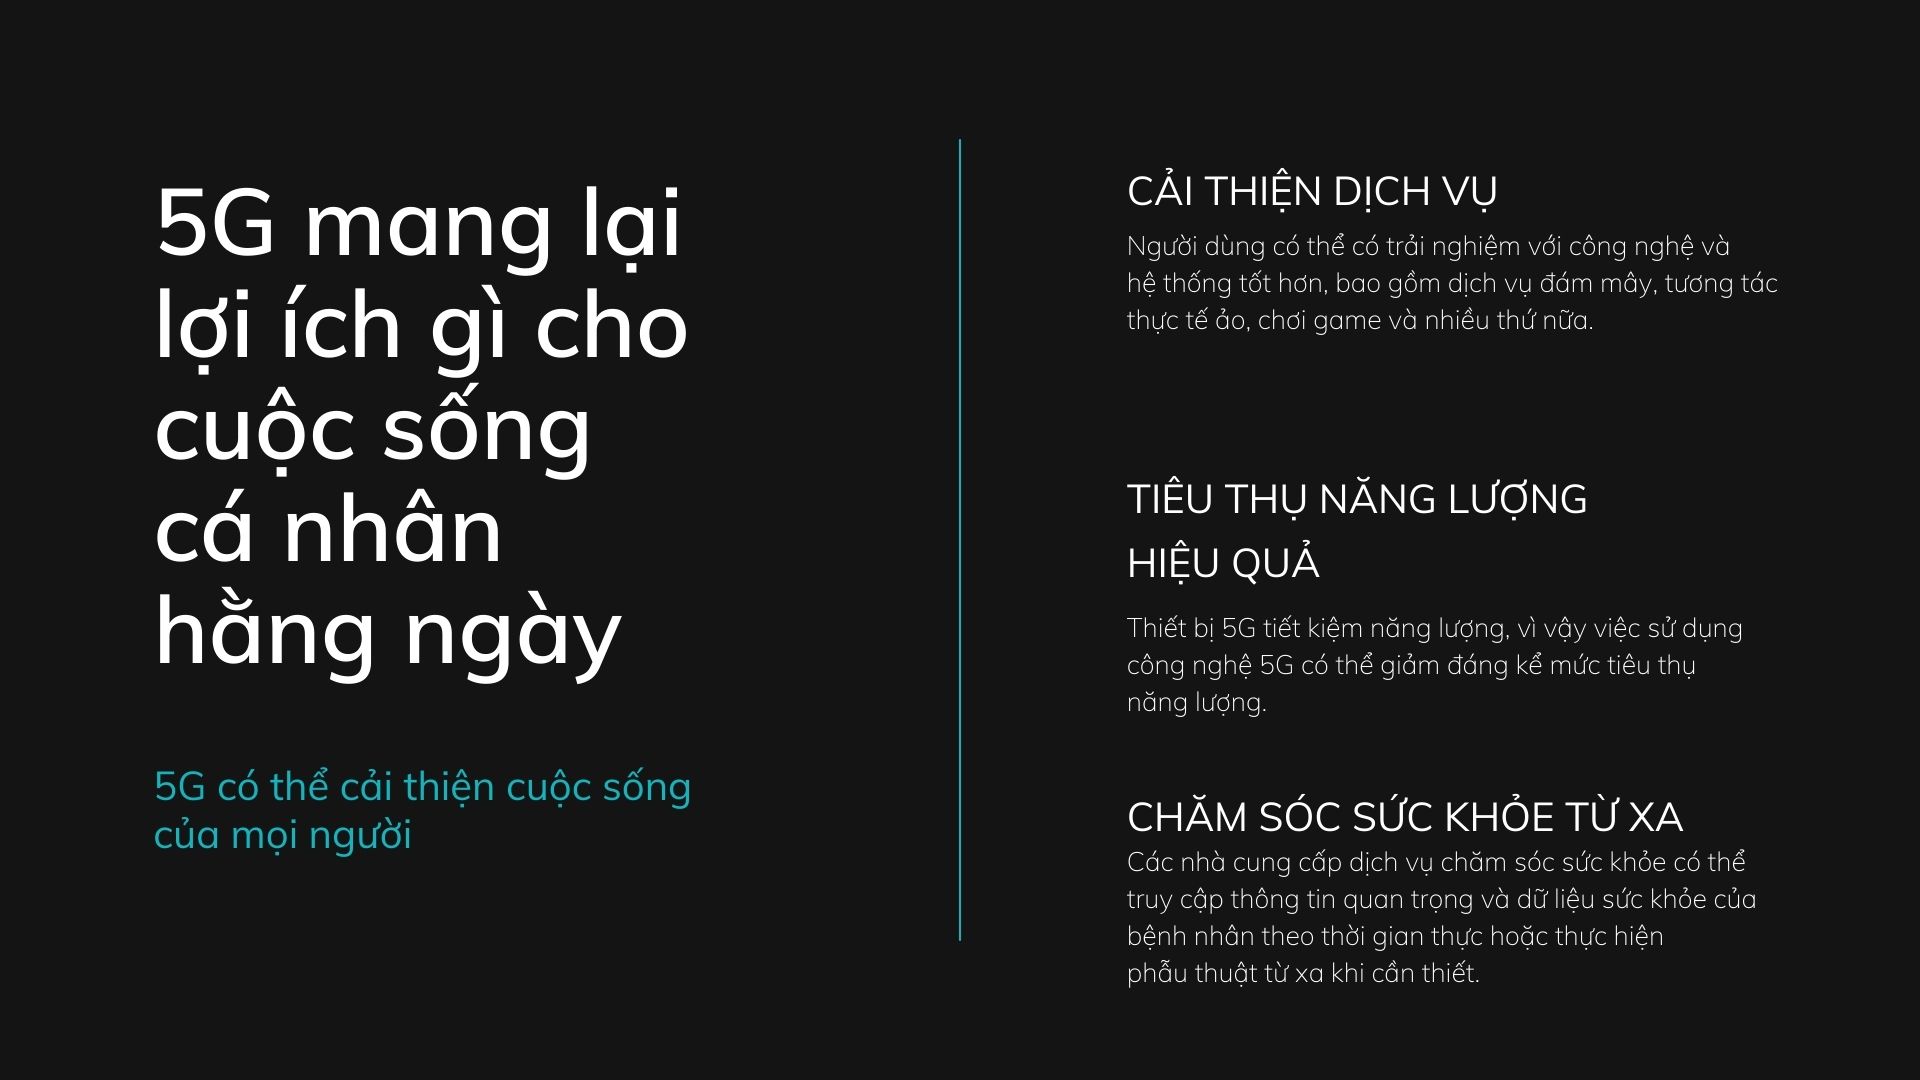 5G mang lại
lợi ích gì cho
cuộc sống
cá nhân
hằng ngày
5G có thể cải thiện cuộc sống
của mọi người
CẢI THIỆN DỊCH VỤ
Người dùng có thể có trải nghiệm với công nghệ và
hệ thống tốt hơn, bao gồm dịch vụ đám mây, tương tác
thực tế ảo, chơi game và nhiều thứ nữa.
TIÊU THỤ NĂNG LƯỢNG
HIỆU QUẢ
Thiết bị 5G tiết kiệm năng lượng, vì vậy việc sử dụng
công nghệ 5G có thể giảm đáng kể mức tiêu thụ
năng lượng.
CHĂM SÓC SỨC KHỎE TỪ XA
Các nhà cung cấp dịch vụ chăm sóc sức khỏe có thể
truy cập thông tin quan trọng và dữ liệu sức khỏe của
bệnh nhân theo thời gian thực hoặc thực hiện
phẫu thuật từ xa khi cần thiết.